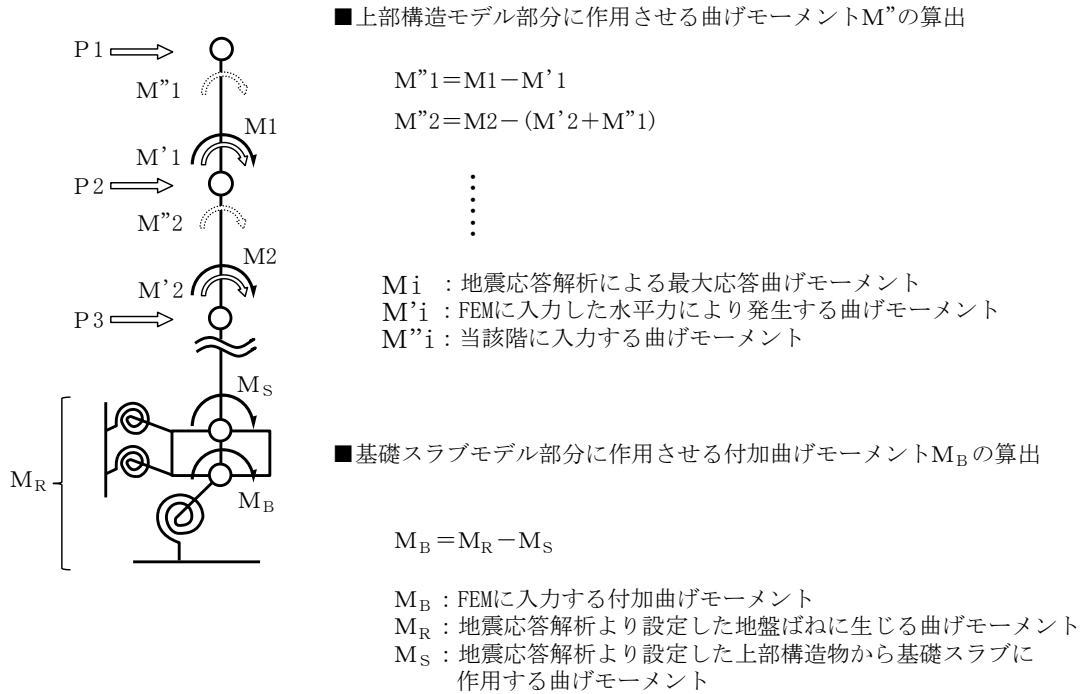 ■上部構造モデル部分に作用させる曲げモーメントM”の算出
P1
M”1
M1
M’1
P2
M”2
M2
M’2
P3
MS
MR
MB
M”1=M1-M’1
M”2=M2-(M’2+M”1)
Mi :地震応答解析による最大応答曲げモーメント
M’i:FEMに入力した水平力により発生する曲げモーメント
M”i:当該階に入力する曲げモーメント
■基礎スラブモデル部分に作用させる付加曲げモーメントMBの算出
MB=MR-MS
MB:FEMに入力する付加曲げモーメント
MR:地震応答解析より設定した地盤ばねに生じる曲げモーメント
MS:地震応答解析より設定した上部構造物から基礎スラブに
作用する曲げモーメント